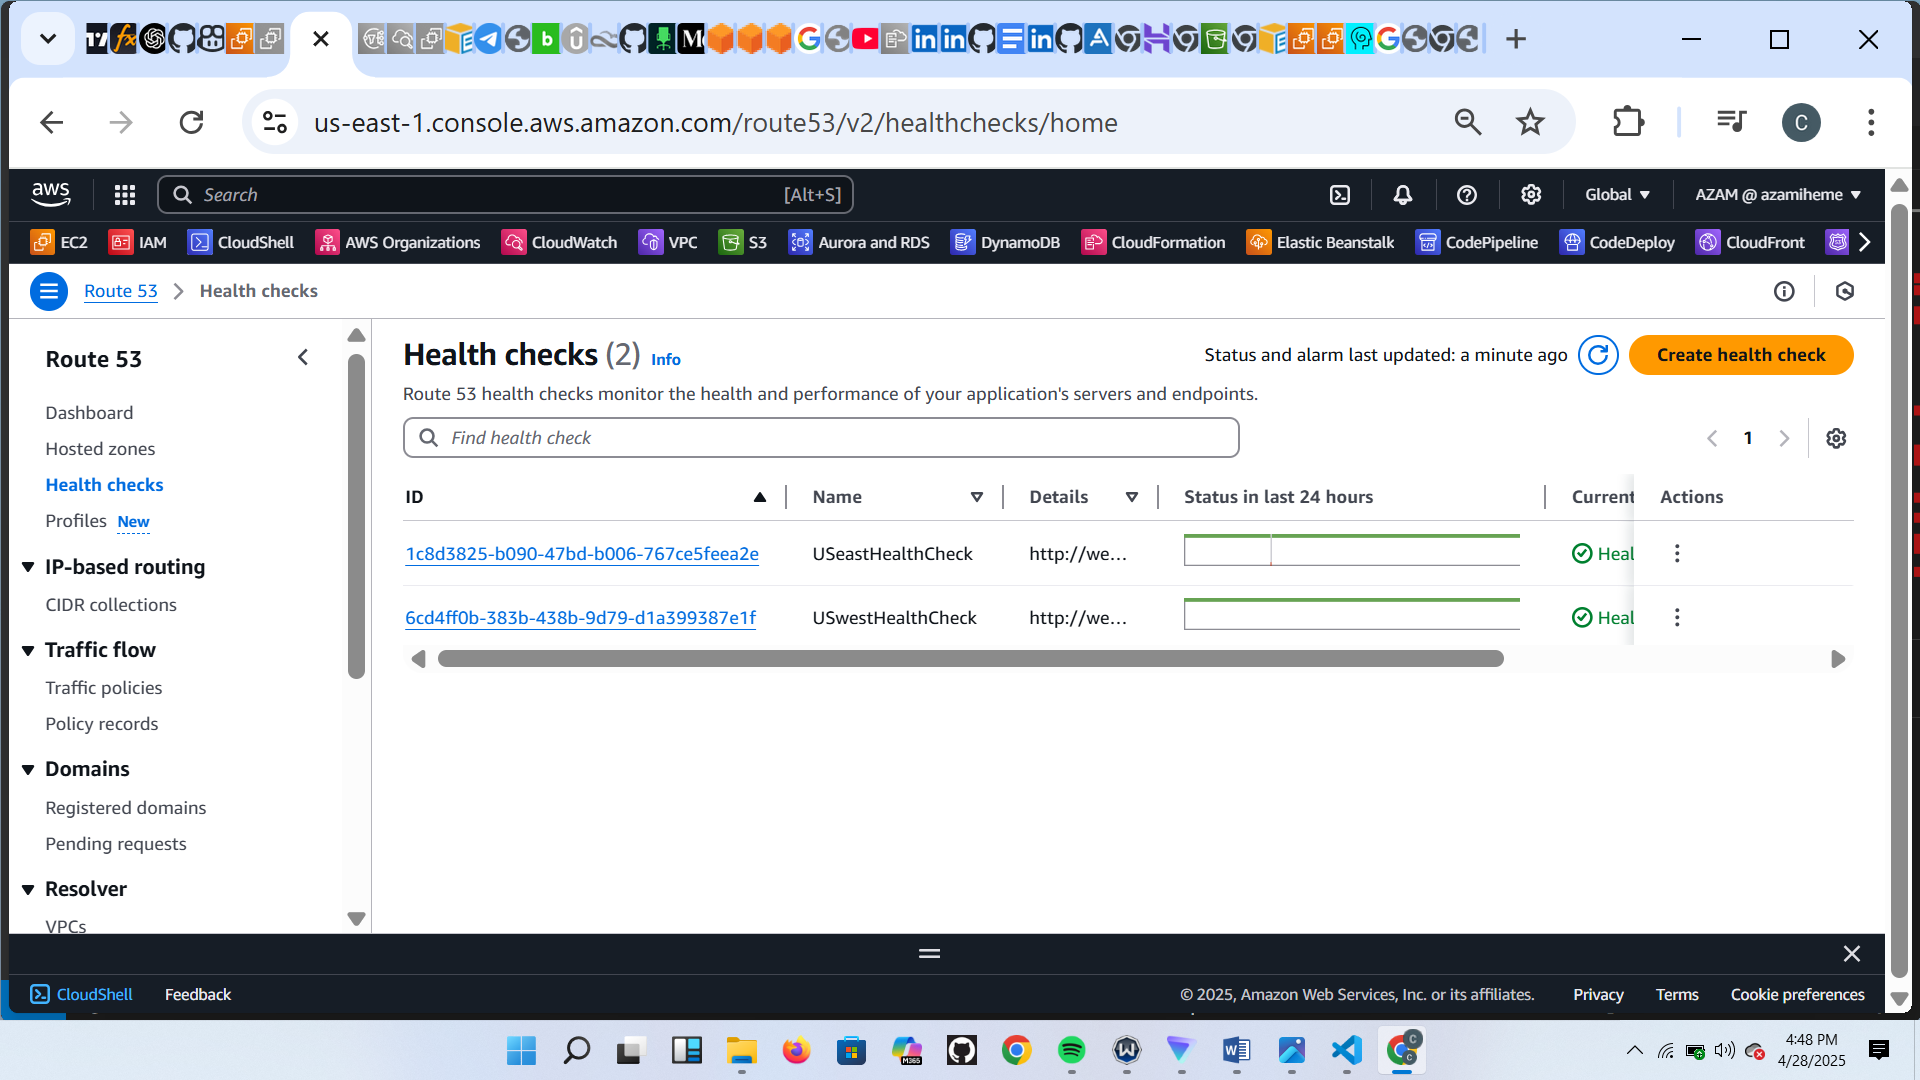 us-east-1.console.aws.amazon.com/route53/v2/healthchecks/home
C
aws
Search
[Alt+S]
Global
AZAM @ azamiheme
EC2
IAM
CloudShell
AWS Organizations
CloudWatch
VPC
S3
Aurora and RDS
DynamoDB
CloudFormation
Elastic Beanstalk
CodePipeline
CodeDeploy
CloudFront
Route 53
Health checks
Route 53
Dashboard
Hosted zones
Health checks
Profiles New
IP-based routing
CIDR collections
Traffic flow
Traffic policies
Policy records
Domains
Registered domains
Pending requests
Resolver
VPCs
Health checks (2) Info
Status and alarm last updated: a minute ago
Create health check
Route 53 health checks monitor the health and performance of your application's servers and endpoints.
Find health check
1
ID Name Details Status in last 24 hours Current Actions
1c8d3825-b090-47bd-b006-767ce5feea2e USeastHealthCheck http://we... Heal
6cd4ff0b-383b-438b-9d79-d1a399387e1f USwestHealthCheck http://we... Heal
CloudShell
Feedback
© 2025, Amazon Web Services, Inc. or its affiliates.
Privacy
Terms
Cookie preferences
4:48 PM
4/28/2025